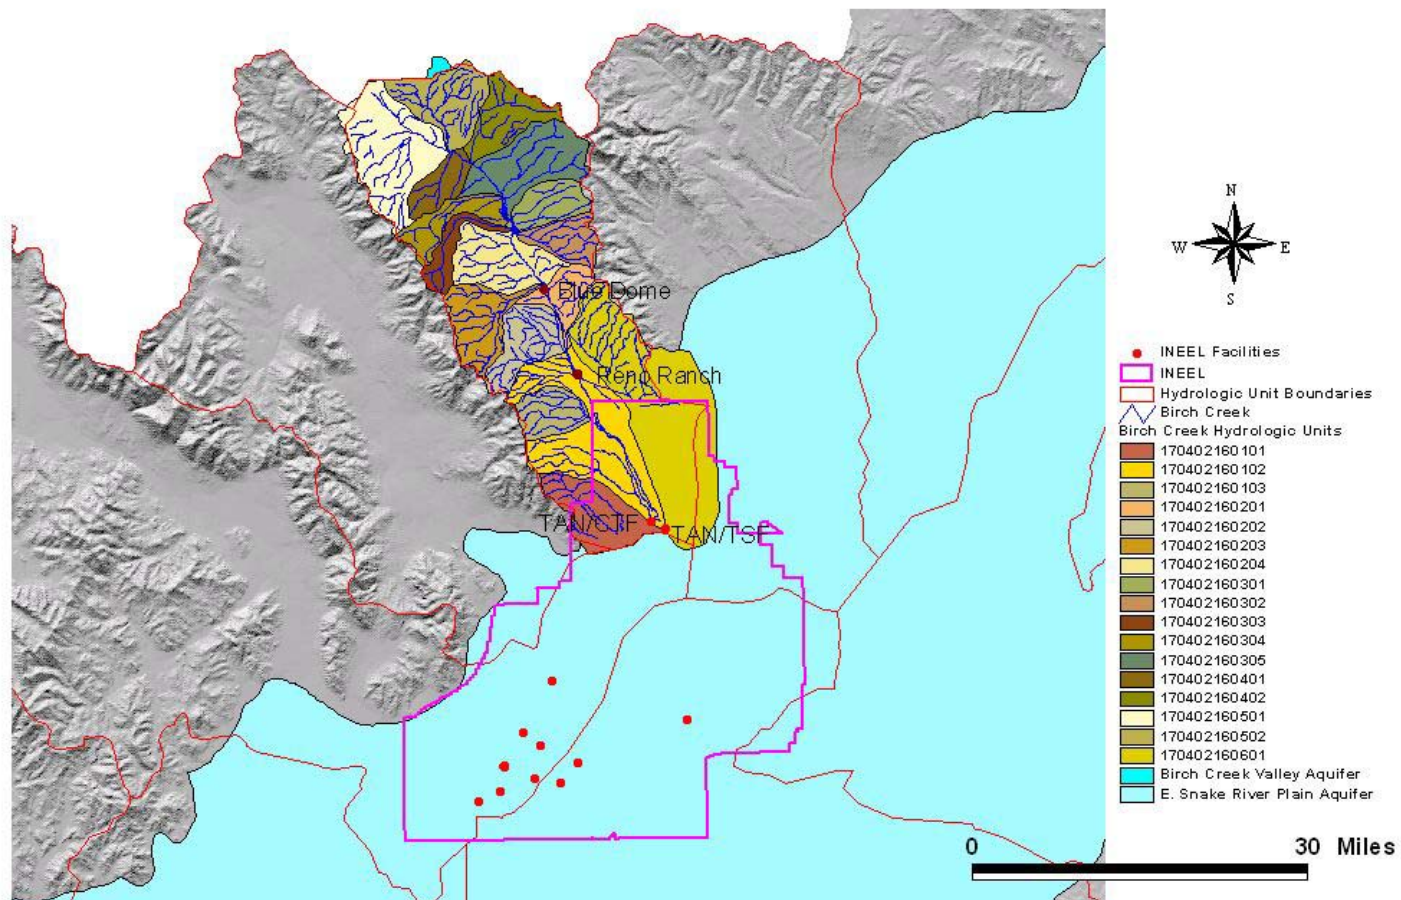 N
W E
S
Blue Dome
Reno Ranch
TAN/CTF
TAN/TSF
INEEL Facilities
INEEL
Hydrologic Unit Boundaries
Birch Creek
Birch Creek Hydrologic Units
170402160101
170402160102
170402160103
170402160201
170402160202
170402160203
170402160204
170402160301
170402160302
170402160303
170402160304
170402160305
170402160401
170402160402
170402160501
170402160502
170402160601
Birch Creek Valley Aquifer
E. Snake River Plain Aquifer
0 30 Miles